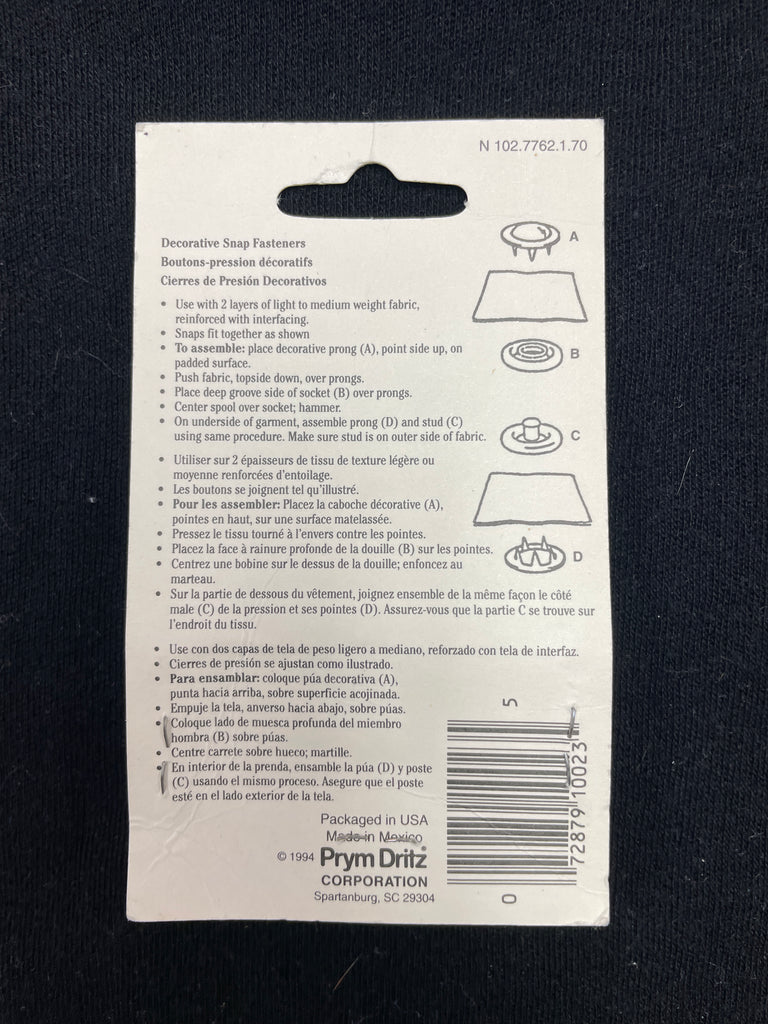 N 102.7762.1.70
Decorative Snap Fasteners
Boutons-pression décoratifs
Cierres de Presión Decorativos
• Use with 2 layers of light to medium weight fabric,
reinforced with interfacing.
• Snaps fit together as shown
• To assemble: place decorative prong (A), point side up, on
padded surface.
• Push fabric, topside down, over prongs.
• Place deep groove side of socket (B) over prongs.
• Center spool over socket; hammer.
• On underside of garment, assemble prong (D) and stud (C)
using same procedure. Make sure stud is on outer side of fabric.
• Utiliser sur 2 épaisseurs de tissu de texture légère ou
moyenne renforcées d'entoilage.
• Les boutons se joignent tel qu'illustré.
• Pour les assembler: Placez la caboche décorative (A),
pointes en haut, sur une surface matelassée.
• Pressez le tissu tourné à l'envers contre les pointes.
• Placez la face à rainure profonde de la douille (B) sur les pointes.
• Centrez une bobine sur le dessus de la douille; enfoncez au
marteau.
• Sur la partie de dessous du vêtement, joignez ensemble de la même façon le côté
male (C) de la pression et ses pointes (D). Assurez-vous que la partie C se trouve sur
l'endroit du tissu.
• Use con dos capas de tela de peso ligero a mediano, reforzado con tela de interfaz.
• Cierres de presión se ajustan como ilustrado.
• Para ensamblar: coloque púa decorativa (A),
punta hacia arriba, sobre superficie acojinada.
• Empuje la tela, anverso hacia abajo, sobre púas.
• Coloque lado de muesca profunda del miembro
hombra (B) sobre púas.
• Centre carrete sobre hueco; martille.
• En interior de la prenda, ensamble la púa (D) y poste
(C) usando el mismo proceso. Asegure que el poste
esté en el lado exterior de la tela.
A
B
C
D
Packaged in USA
Made in Mexico
© 1994 Prym Dritz®
CORPORATION
Spartanburg, SC 29304
0 72879 10023 5